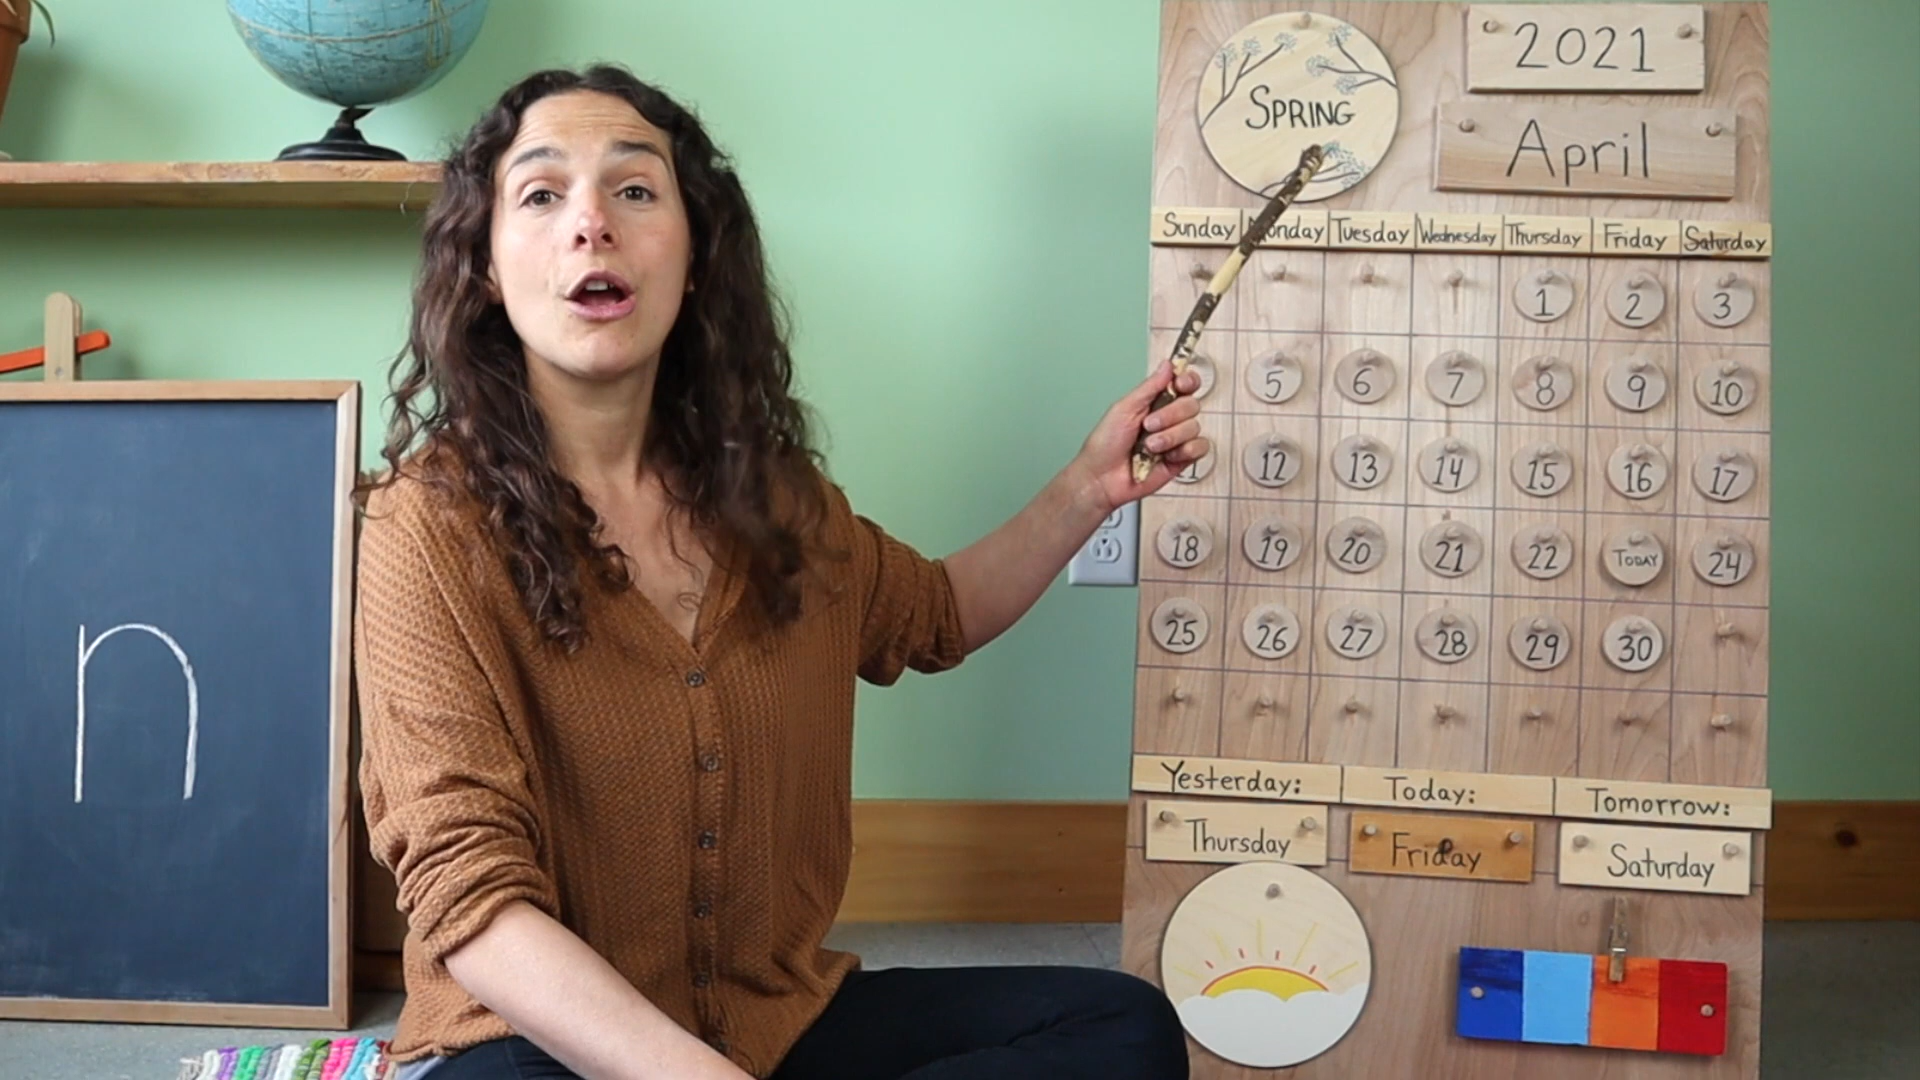 2021
SPRING
April
Sunday Monday Tuesday Wednesday Thursday Friday Saturday
1 2 3
5 6 7 8 9 10
12 13 14 15 16 17
18 19 20 21 22 TODAY 24
25 26 27 28 29 30
n
Yesterday: Today: Tomorrow:
Thursday Friday Saturday